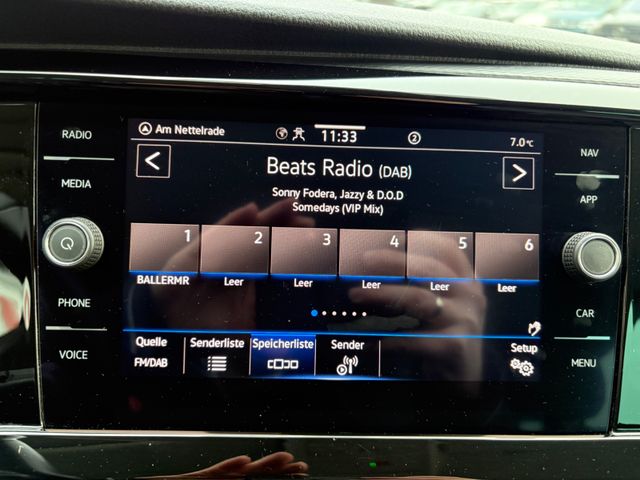 RADIO
MEDIA
PHONE
VOICE
Am Nettelrade
11:33
2
7.0°C
Beats Radio (DAB)
Sonny Fodera, Jazzy & D.O.D
Somedays (VIP Mix)
1 2 3 4 5 6
BALLERMR Leer Leer Leer Leer Leer
Quelle Senderliste Speicherliste Sender Setup
FM/DAB
NAV
APP
CAR
MENU